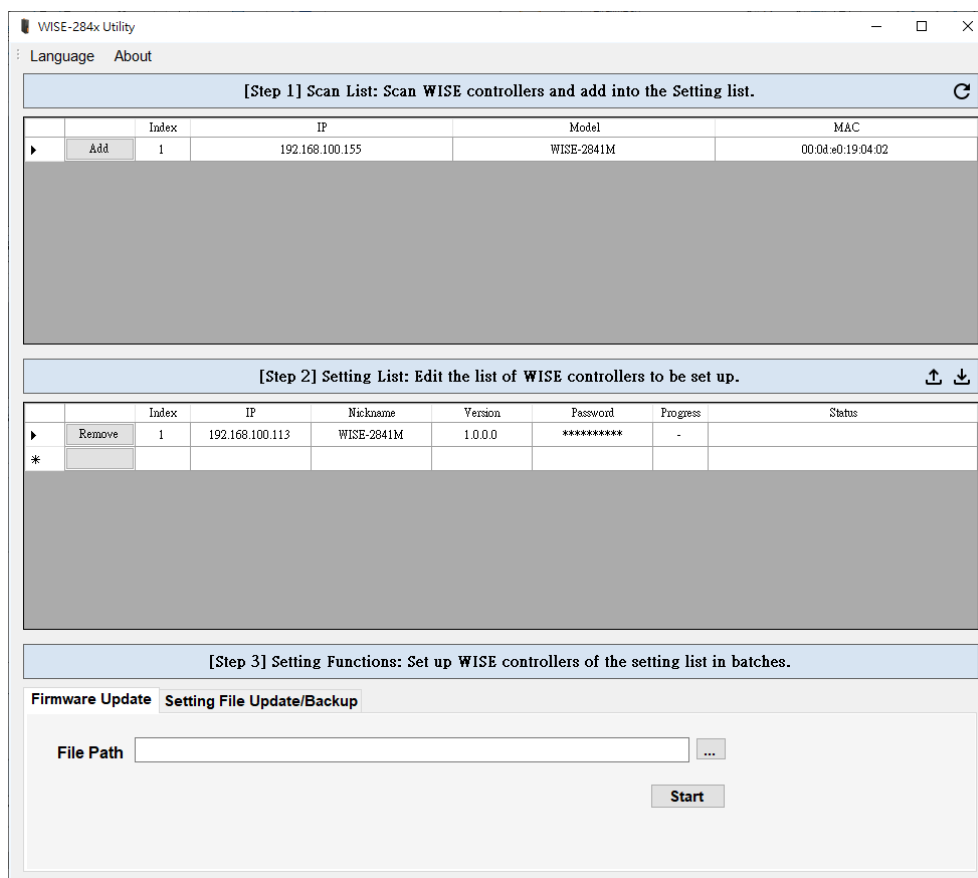 WISE-284x Utility
Language About
[Step 1] Scan List: Scan WISE controllers and add into the Setting list.
Index IP Model MAC
Add 1 192.168.100.155 WISE-2841M 00:0d:e0:19:04:02
[Step 2] Setting List: Edit the list of WISE controllers to be set up.
Index IP Nickname Version Password Progress Status
Remove 1 192.168.100.113 WISE-2841M 1.0.0.0 ********** -
[Step 3] Setting Functions: Set up WISE controllers of the setting list in batches.
Firmware Update Setting File Update/Backup
File Path ...
Start